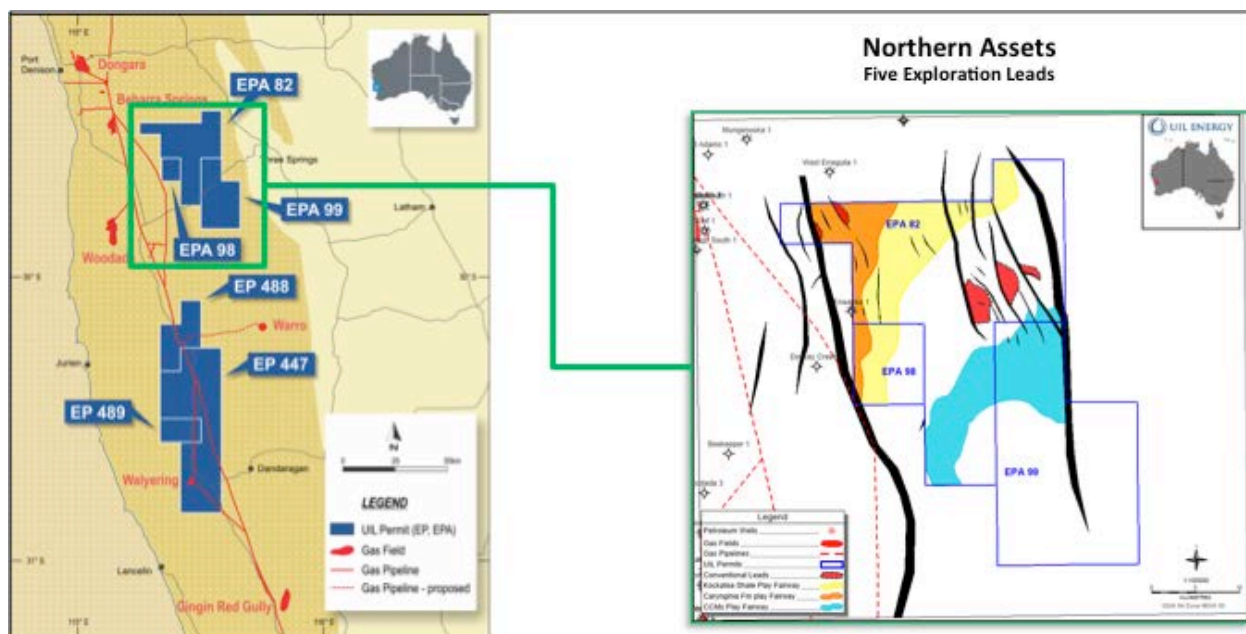 Northern Assets
Five Exploration Leads
115° E
Port
Denison
Dongara
Beharra Springs
EPA 82
Three Springs
EPA 99
Latham
EPA 98
EP 488
Warro
Jurien
EP 447
EP 489
Dandaragan
Walyering
N
LEGEND
UIL Permit (EP, EPA)
Gas Field
Gas Pipeline
Gas Pipeline - proposed
31° S
Lancelin
Gingin Red Gully
115° E
UIL ENERGY
EPA 82
EPA 98
EPA 99
Legend
Petroleum Wells
Gas Fields
Gas Pipelines
UIL Permits
Conventional Leads
Kockatea Shale Play Fairway
Carynginia Fm play Fairway
CCMs Play Fairway